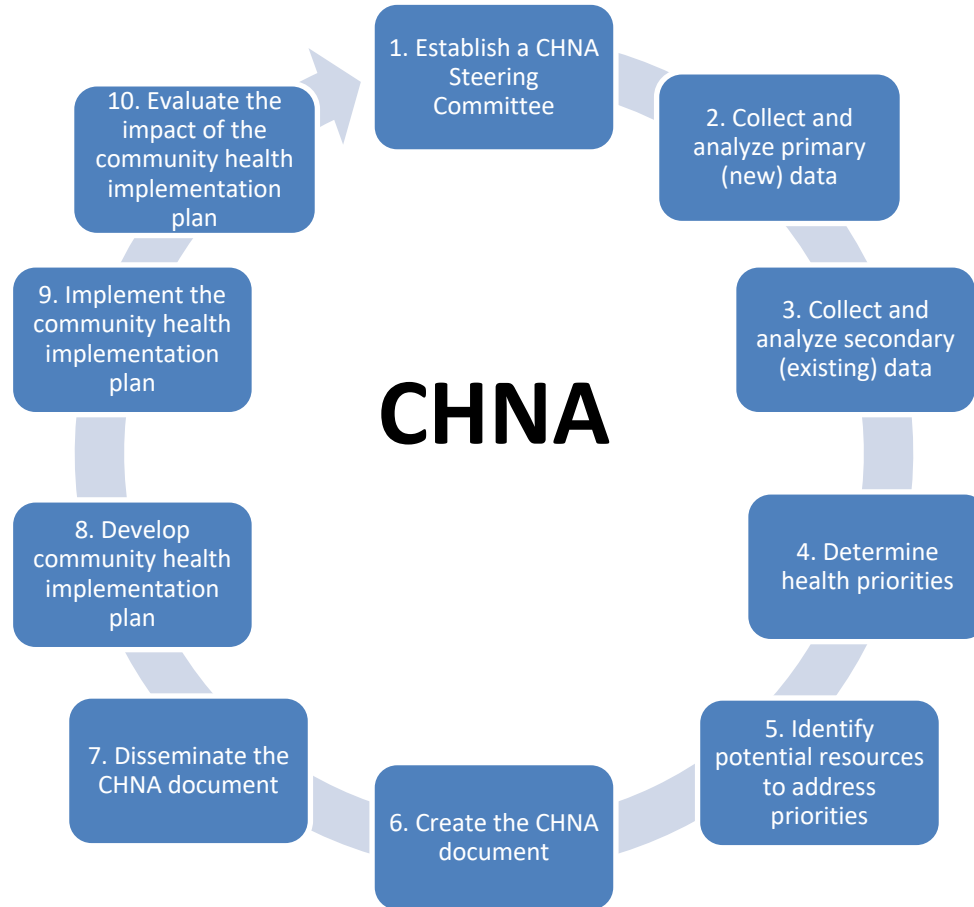 1. Establish a CHNA
Steering
Committee
2. Collect and
analyze primary
(new) data
3. Collect and
analyze secondary
(existing) data
4. Determine
health priorities
5. Identify
potential resources
to address
priorities
6. Create the CHNA
document
7. Disseminate the
CHNA document
8. Develop
community health
implementation
plan
9. Implement the
community health
implementation
plan
10. Evaluate the
impact of the
community health
implementation
plan
CHNA